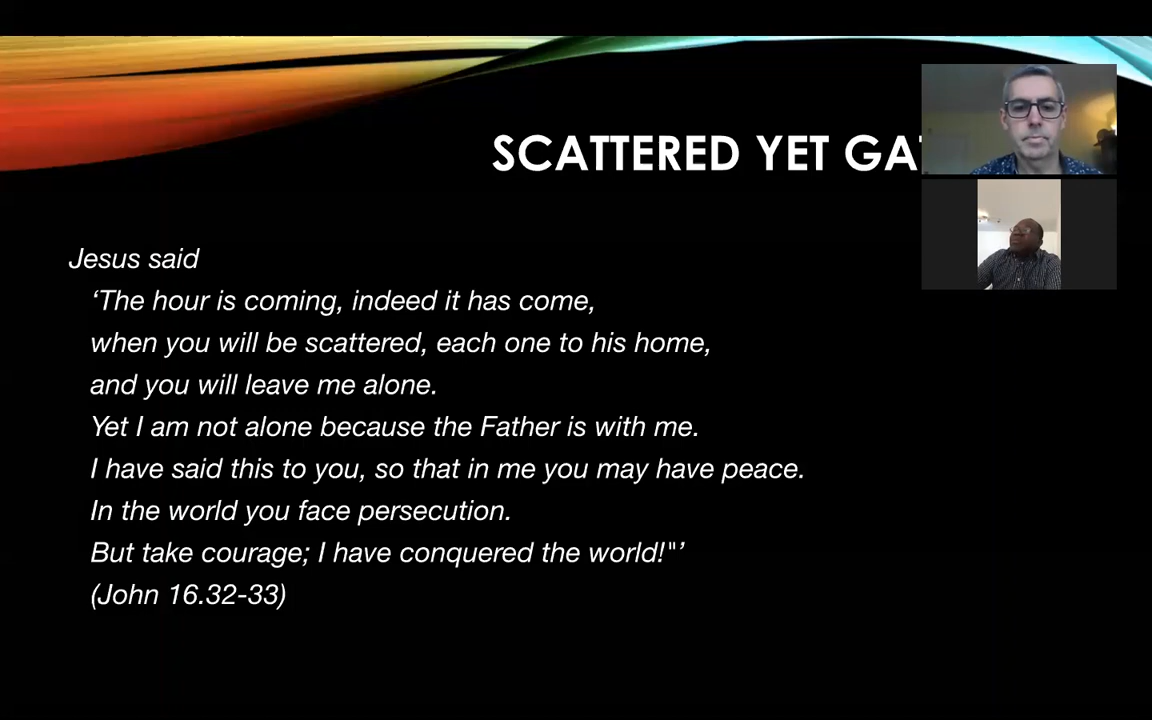 SCATTERED YET GA
Jesus said
‘The hour is coming, indeed it has come,
when you will be scattered, each one to his home,
and you will leave me alone.
Yet I am not alone because the Father is with me.
I have said this to you, so that in me you may have peace.
In the world you face persecution.
But take courage; I have conquered the world!"’
(John 16.32-33)